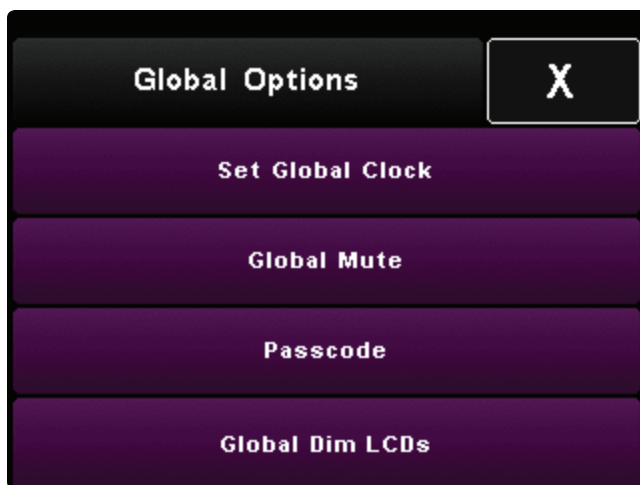 Global Options X
Set Global Clock
Global Mute
Passcode
Global Dim LCDs